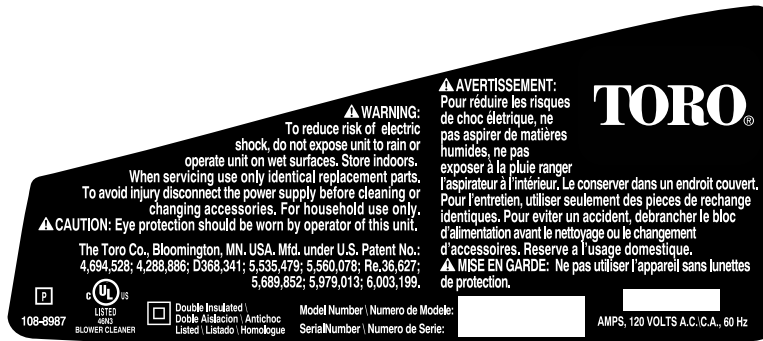 ⚠ WARNING:
To reduce risk of electric
shock, do not expose unit to rain or
operate unit on wet surfaces. Store indoors.
When servicing use only identical replacement parts.
To avoid injury disconnect the power supply before cleaning or
changing accessories. For household use only.
⚠ CAUTION: Eye protection should be worn by operator of this unit.
The Toro Co., Bloomington, MN. USA. Mfd. under U.S. Patent No.:
4,694,528; 4,288,886; D368,341; 5,535,479; 5,560,078; Re.36,627;
5,689,852; 5,979,013; 6,003,199.
⚠ AVERTISSEMENT:
Pour réduire les risques
de choc életrique, ne
pas aspirer de matières
humides, ne pas
exposer à la pluie ranger
l'aspirateur à l'intérieur. Le conserver dans un endroit couvert.
Pour l'entretien, utiliser seulement des pieces de rechange
identiques. Pour eviter un accident, debrancher le bloc
d'alimentation avant le nettoyage ou le changement
d'accessoires. Reserve a l'usage domestique.
⚠ MISE EN GARDE: Ne pas utiliser l'appareil sans lunettes
de protection.
TORO®
P
108-8987
C UL US
LISTED
46N3
BLOWER CLEANER
Double Insulated \
Doble Aislacion \ Antichoc
Listed \ Listado \ Homologue
Model Number \ Numero de Modele:
SerialNumber \ Numero de Serie:
AMPS, 120 VOLTS A.C.\C.A., 60 Hz